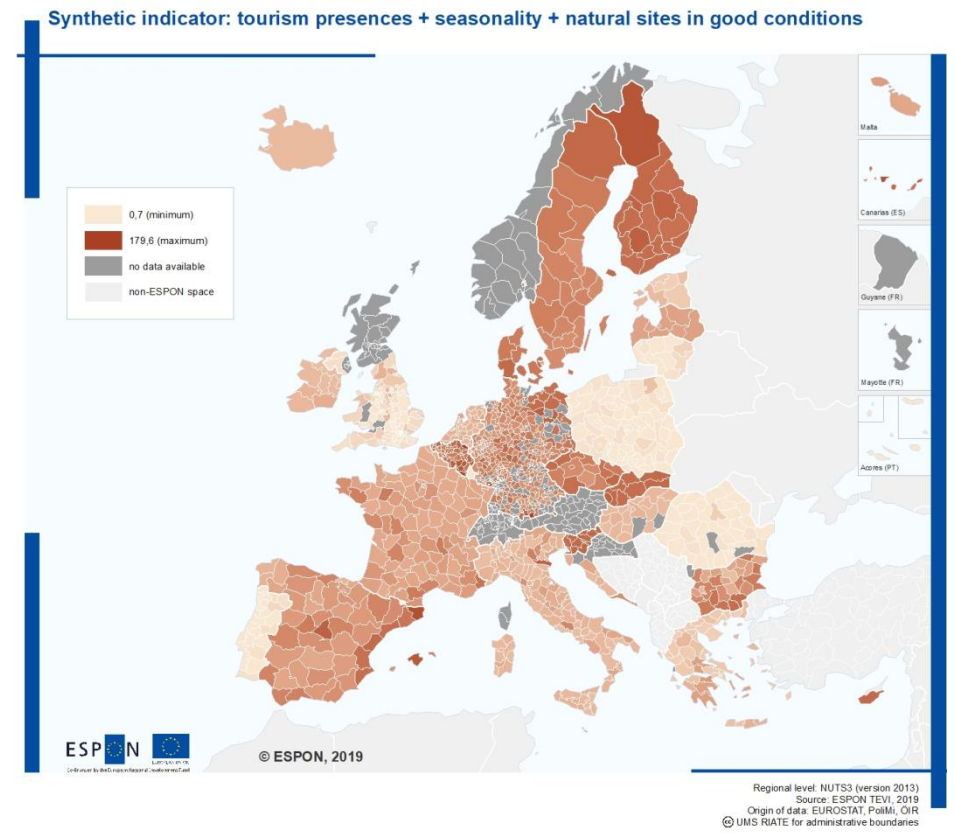 Synthetic indicator: tourism presences + seasonality + natural sites in good conditions
Malta
Canarias (ES)
Guyane (FR)
Mayotte (FR)
Acores (PT)
0,7 (minimum)
179,6 (maximum)
no data available
non-ESPON space
ESPON
© ESPON, 2019
Regional level: NUTS3 (version 2013)
Source: ESPON TEVI, 2019
Origin of data: EUROSTAT, PoliMi, ÖIR
UMS RIATE for administrative boundaries